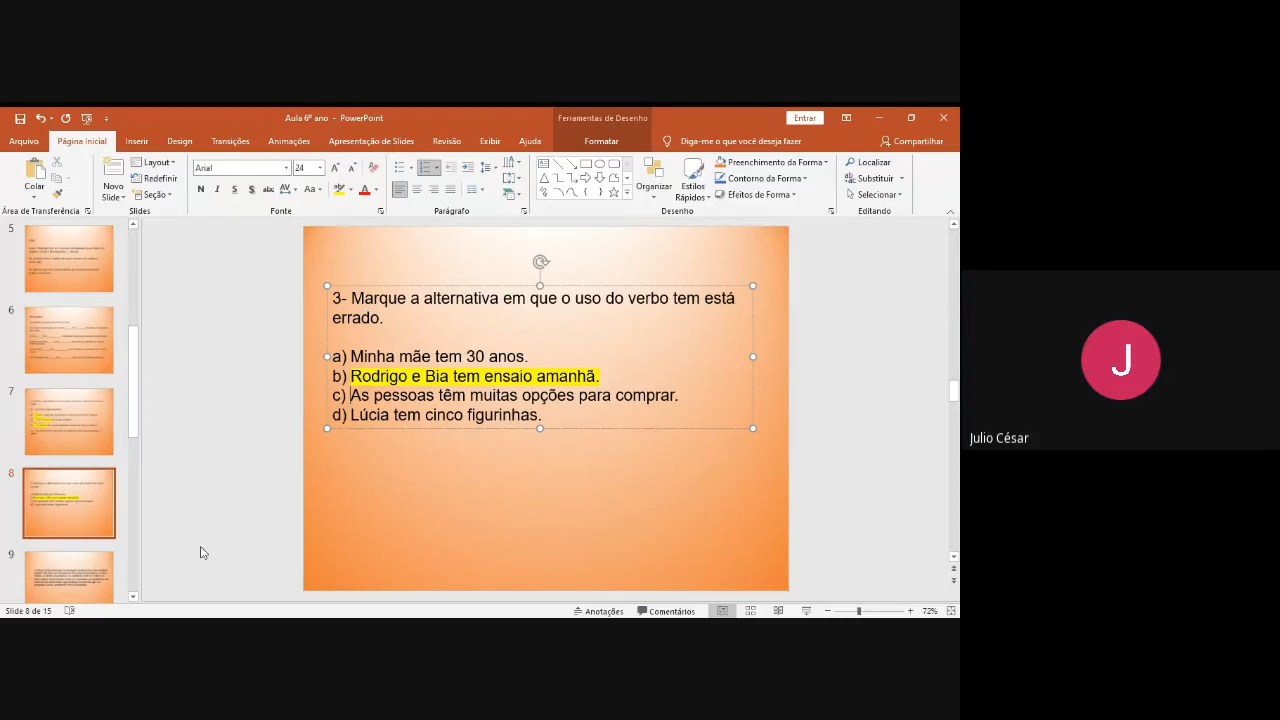 Aula 6º ano - PowerPoint
Ferramentas de Desenho
Entrar
Arquivo
Página Inicial
Inserir
Design
Transições
Animações
Apresentação de Slides
Revisão
Exibir
Ajuda
Formatar
Diga-me o que você deseja fazer
Compartilhar
Colar
Novo
Slide
Layout
Redefinir
Seção
Arial
24
N I S S abc AV Aa A
Organizar
Estilos
Rápidos
Preenchimento da Forma
Contorno da Forma
Efeitos de Forma
Localizar
Substituir
Selecionar
Área de Transferência
Slides
Fonte
Parágrafo
Desenho
Editando
5
6
7
8
9
3- Marque a alternativa em que o uso do verbo tem está
errado.
a) Minha mãe tem 30 anos.
b) Rodrigo e Bia tem ensaio amanhã.
c) As pessoas têm muitas opções para comprar.
d) Lúcia tem cinco figurinhas.
J
Julio César
Slide 8 de 15
Anotações
Comentários
72%